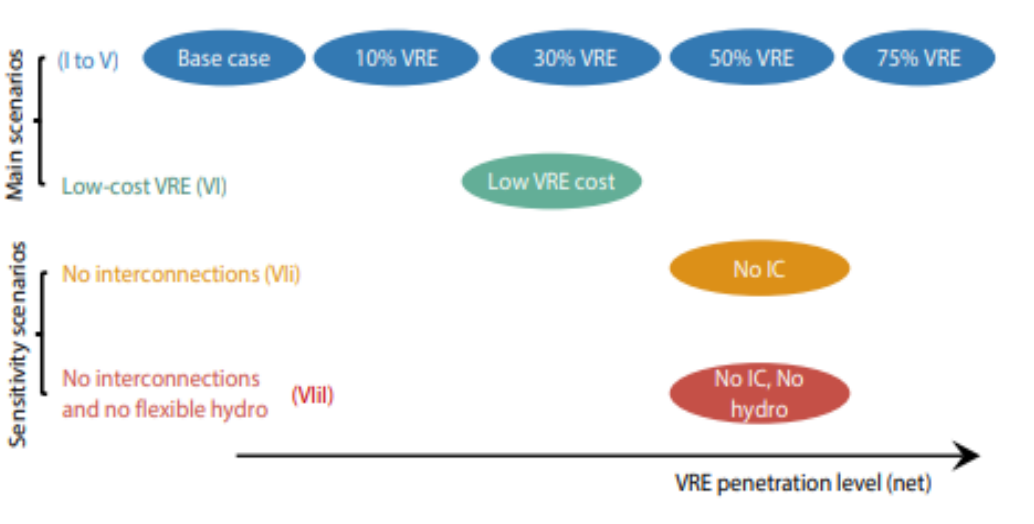 Main scenarios
(I to V)
Base case
10% VRE
30% VRE
50% VRE
75% VRE
Low-cost VRE (VI)
Low VRE cost
Sensitivity scenarios
No interconnections (VIi)
No IC
No interconnections
and no flexible hydro
(VIiI)
No IC, No
hydro
VRE penetration level (net)